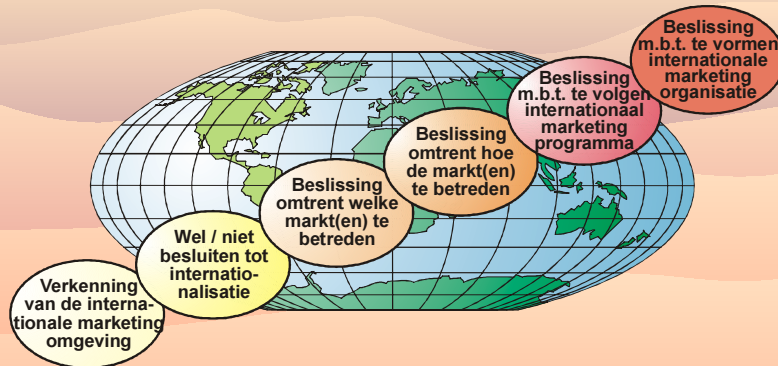 Verkenning
van de interna-
tionale marketing
omgeving
Wel / niet
besluiten tot
internatio-
nalisatie
Beslissing
omtrent welke
markt(en) te
betreden
Beslissing
omtrent hoe
de markt(en)
te betreden
Beslissing
m.b.t. te volgen
internationaal
marketing
programma
Beslissing
m.b.t. te vormen
internationale
marketing
organisatie